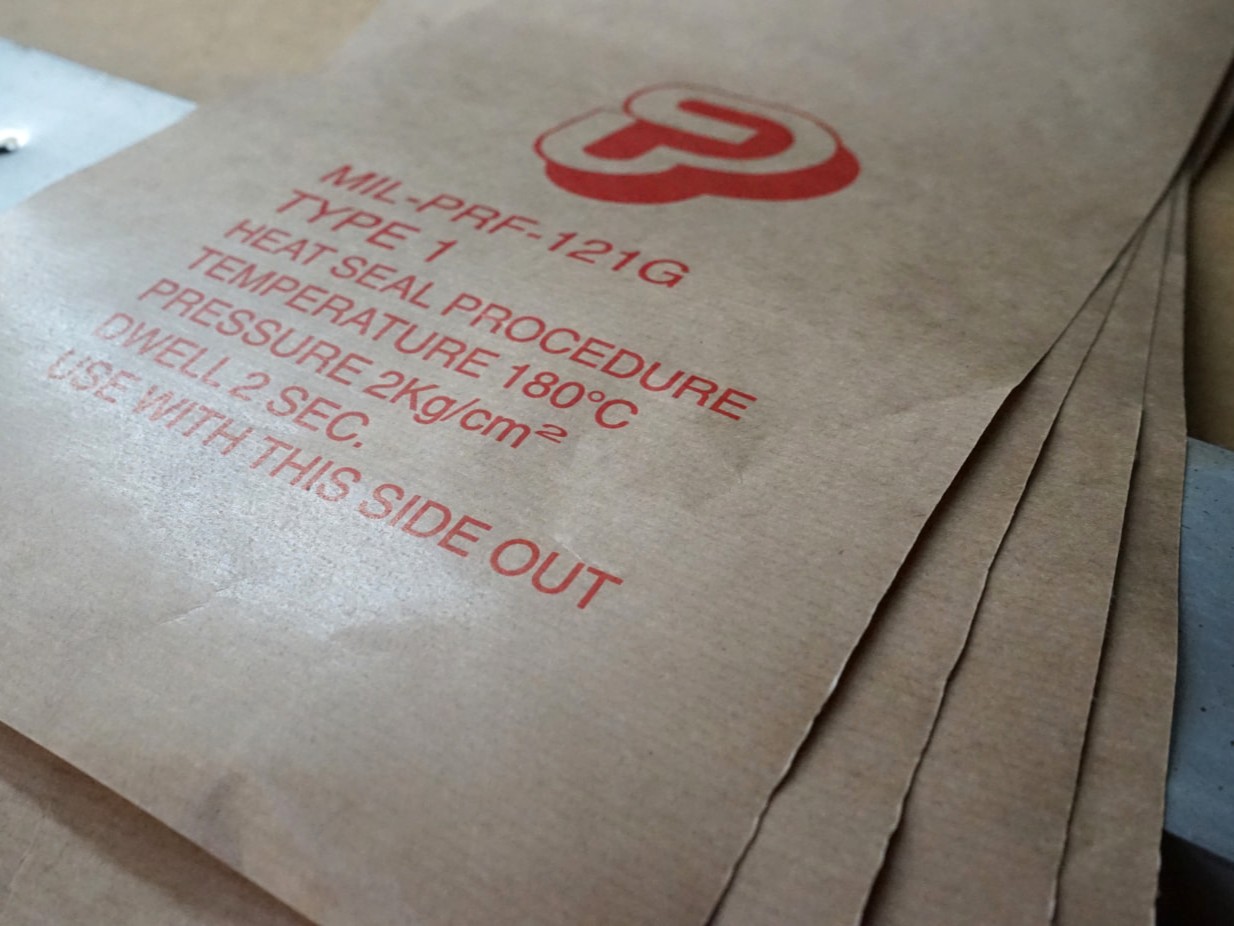 MIL-PRF-121G
TYPE 1
HEAT SEAL PROCEDURE
TEMPERATURE 180°C
PRESSURE 2Kg/cm²
DWELL 2 SEC.
USE WITH THIS SIDE OUT